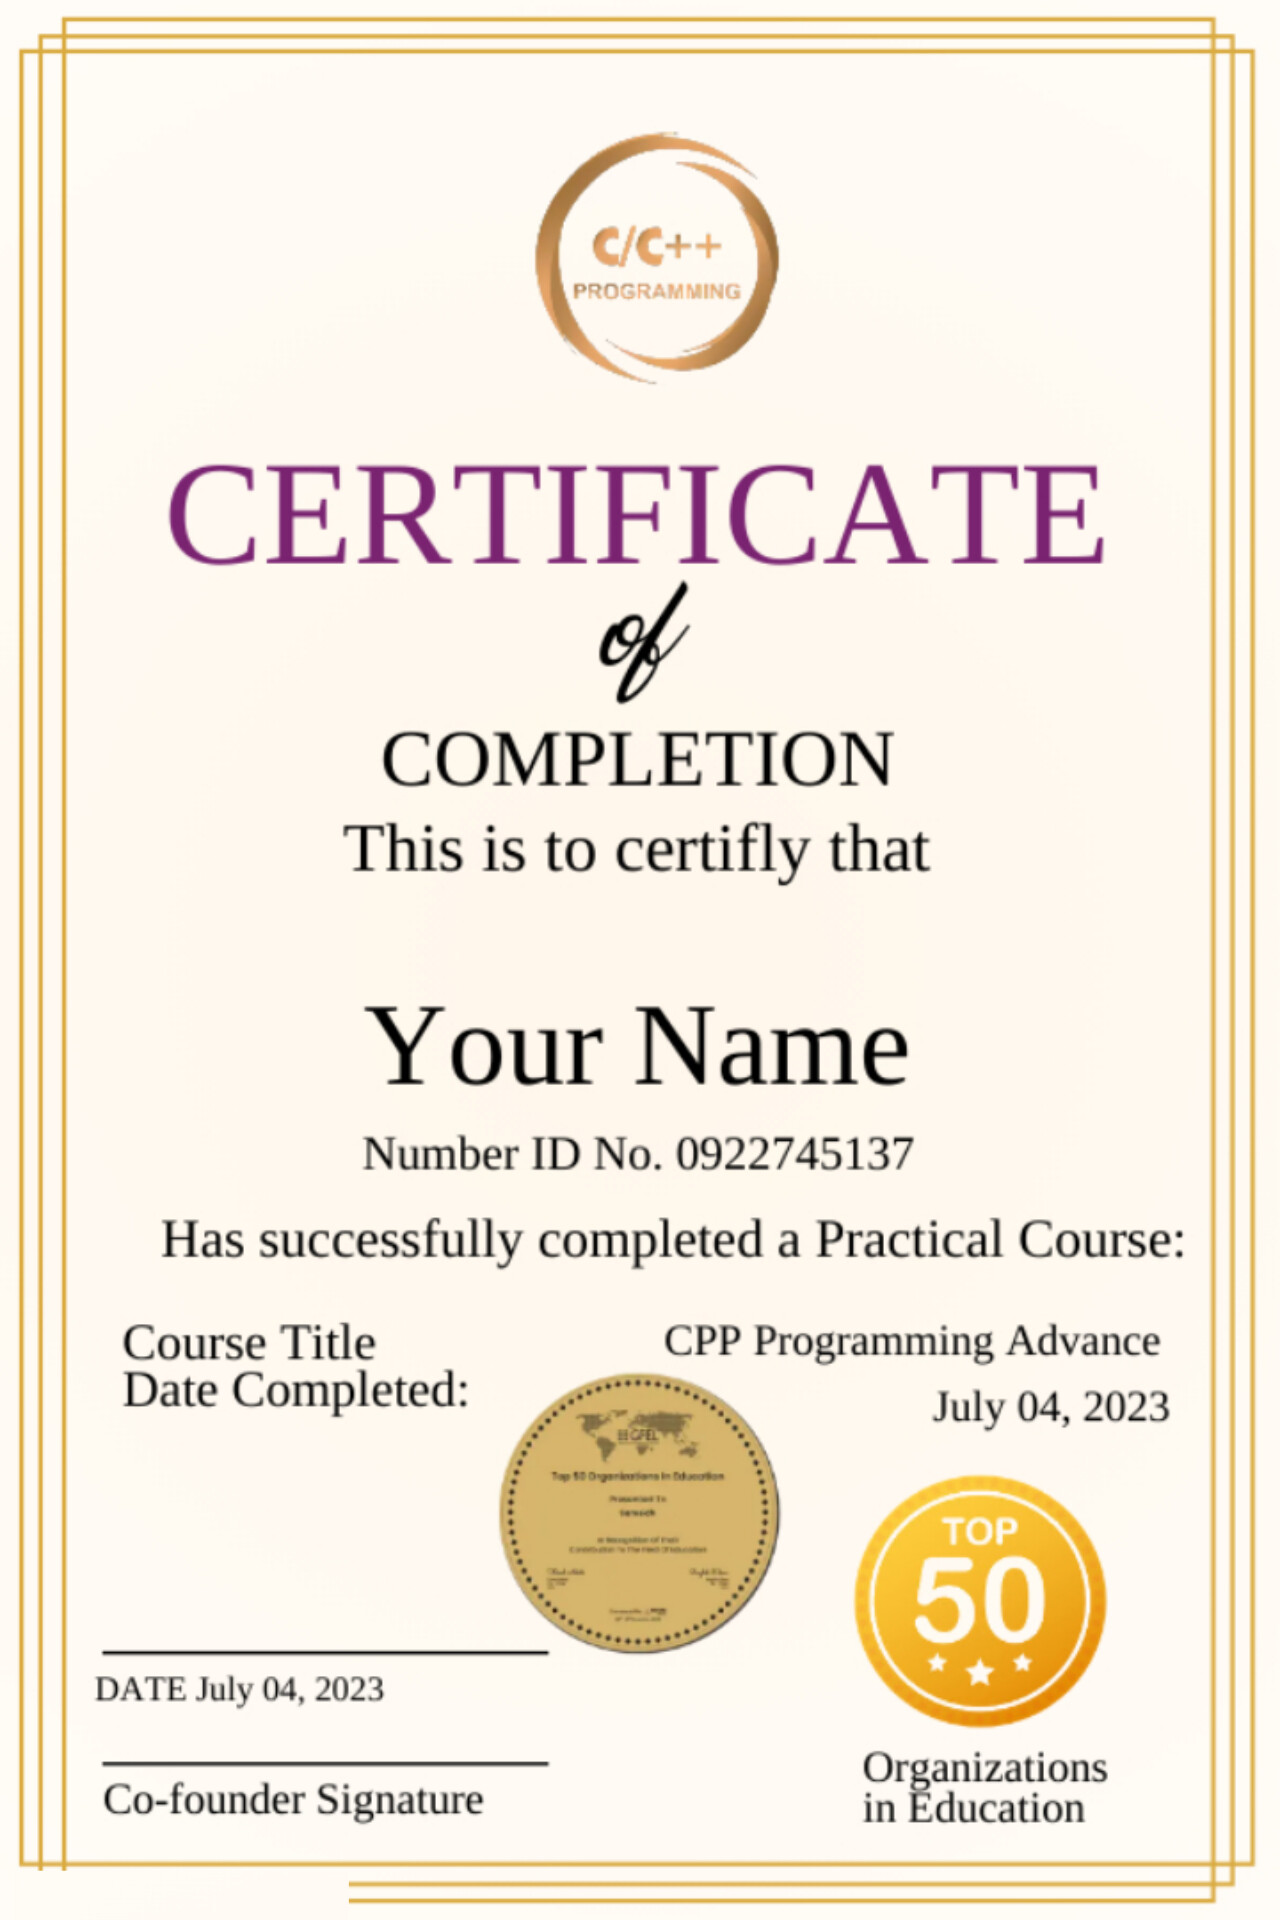 C/C++
PROGRAMMING
CERTIFICATE
of
COMPLETION
This is to certifly that
Your Name
Number ID No. 0922745137
Has successfully completed a Practical Course:
Course Title
CPP Programming Advance
Date Completed:
July 04, 2023
GFEL
Top 50 Organizations In Education
Presented To
In Recognition Of Their
Contribution To The Field Of Education
TOP
50
DATE July 04, 2023
Co-founder Signature
Organizations
in Education